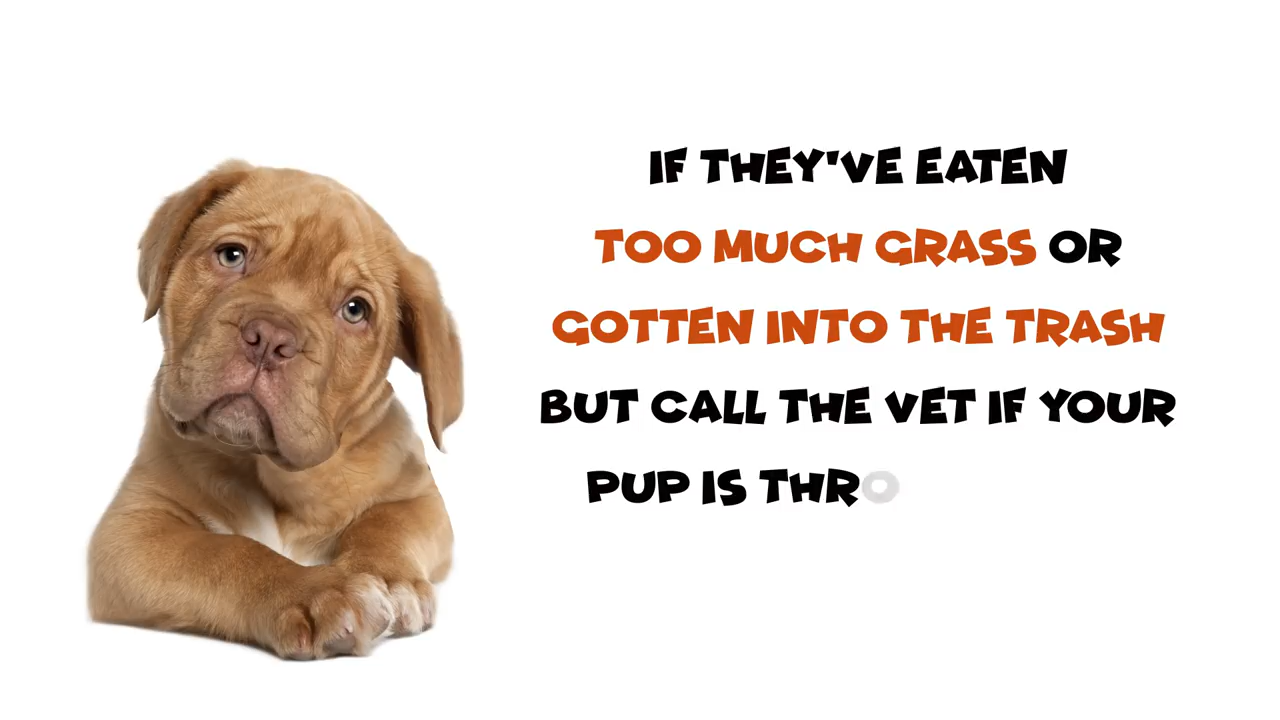 IF THEY'VE EATEN
TOO MUCH GRASS OR
GOTTEN INTO THE TRASH
BUT CALL THE VET IF YOUR
PUP IS THRO